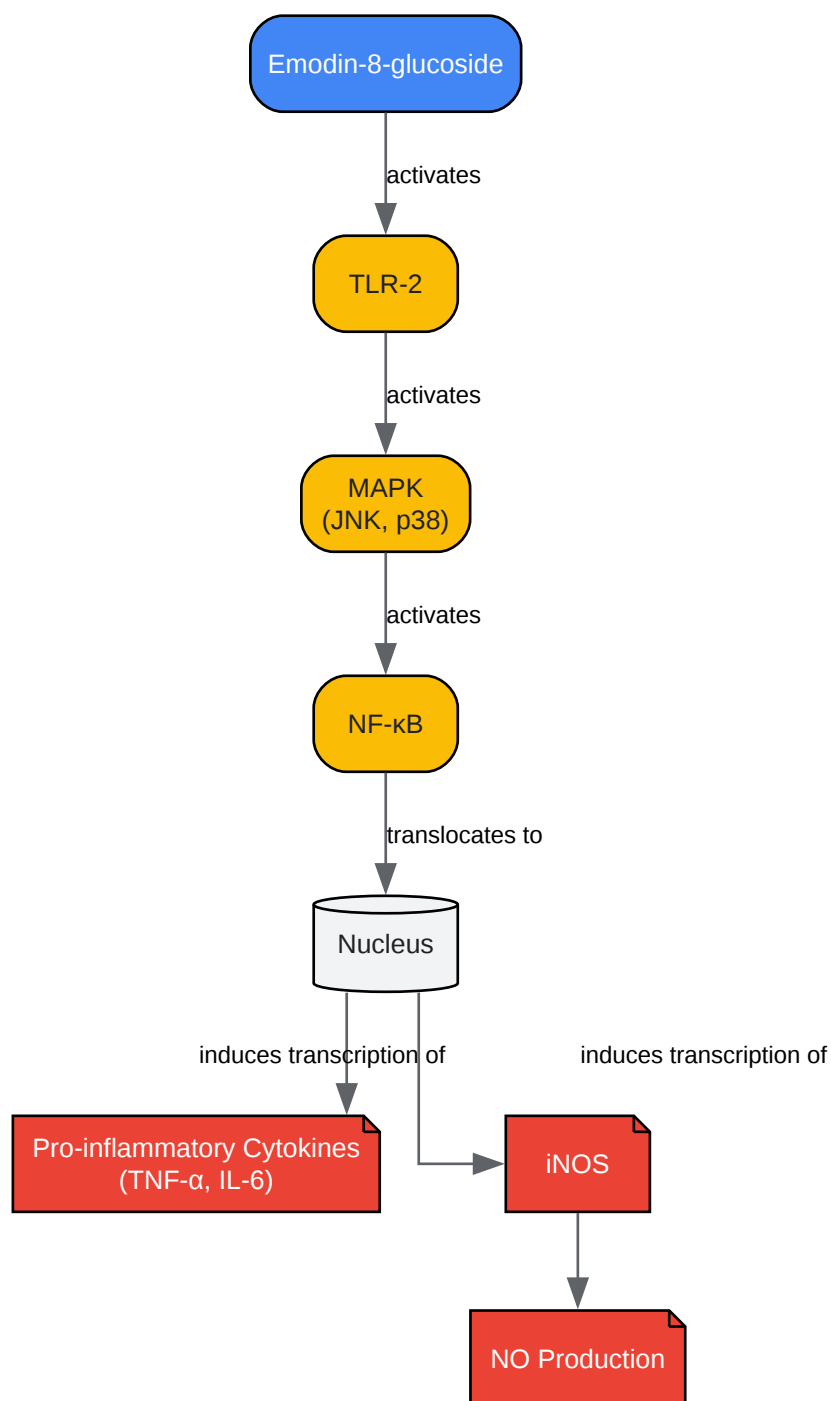 Emodin-8-glucoside
activates
TLR-2
activates
MAPK
(JNK, p38)
activates
NF-κB
translocates to
Nucleus
induces transcription of
induces transcription of
Pro-inflammatory Cytokines
(TNF-α, IL-6)
iNOS
NO Production